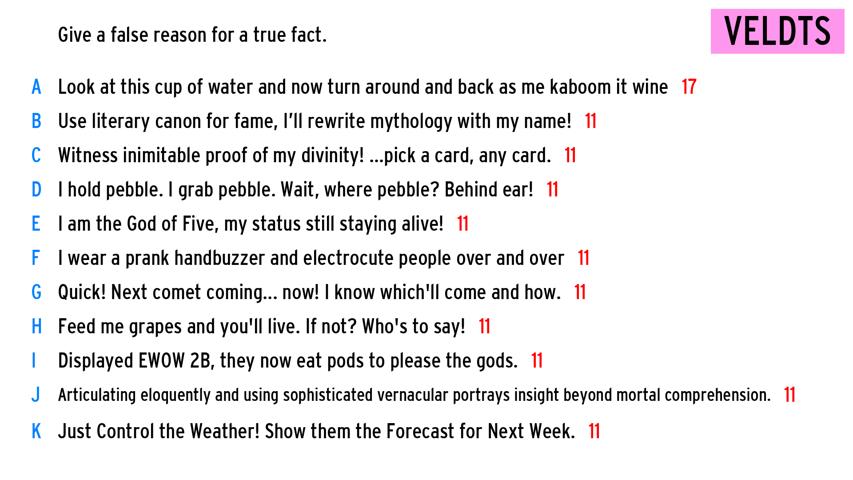 Give a false reason for a true fact.
VELDTS
A Look at this cup of water and now turn around and back as me kaboom it wine 17
B Use literary canon for fame, I'll rewrite mythology with my name! 11
C Witness inimitable proof of my divinity! ...pick a card, any card. 11
D I hold pebble. I grab pebble. Wait, where pebble? Behind ear! 11
E I am the God of Five, my status still staying alive! 11
F I wear a prank handbuzzer and electrocute people over and over 11
G Quick! Next comet coming... now! I know which'll come and how. 11
H Feed me grapes and you'll live. If not? Who's to say! 11
I Displayed EWOW 2B, they now eat pods to please the gods. 11
J Articulating eloquently and using sophisticated vernacular portrays insight beyond mortal comprehension. 11
K Just Control the Weather! Show them the Forecast for Next Week. 11